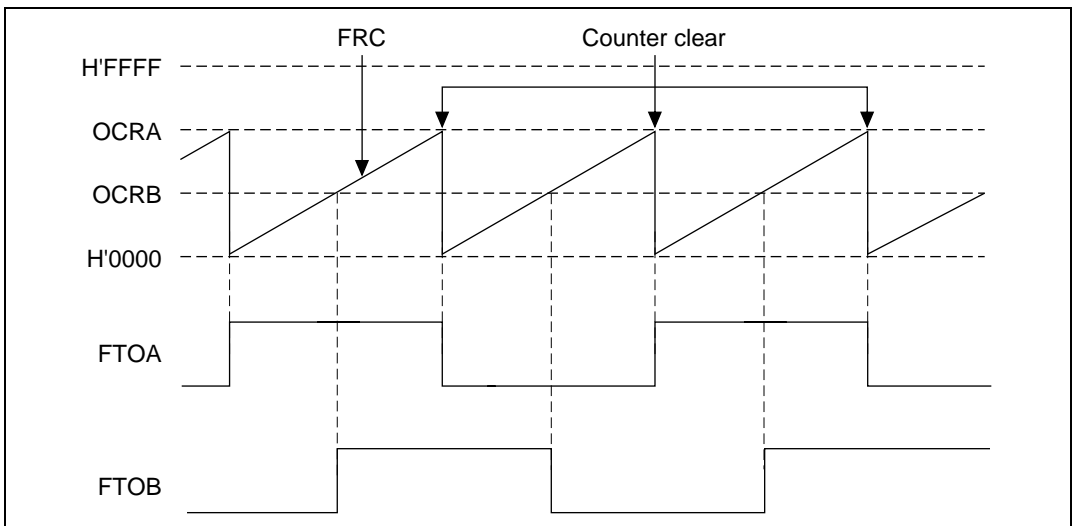 FRC Counter clear
H'FFFF
OCRA
OCRB
H'0000
FTOA
FTOB